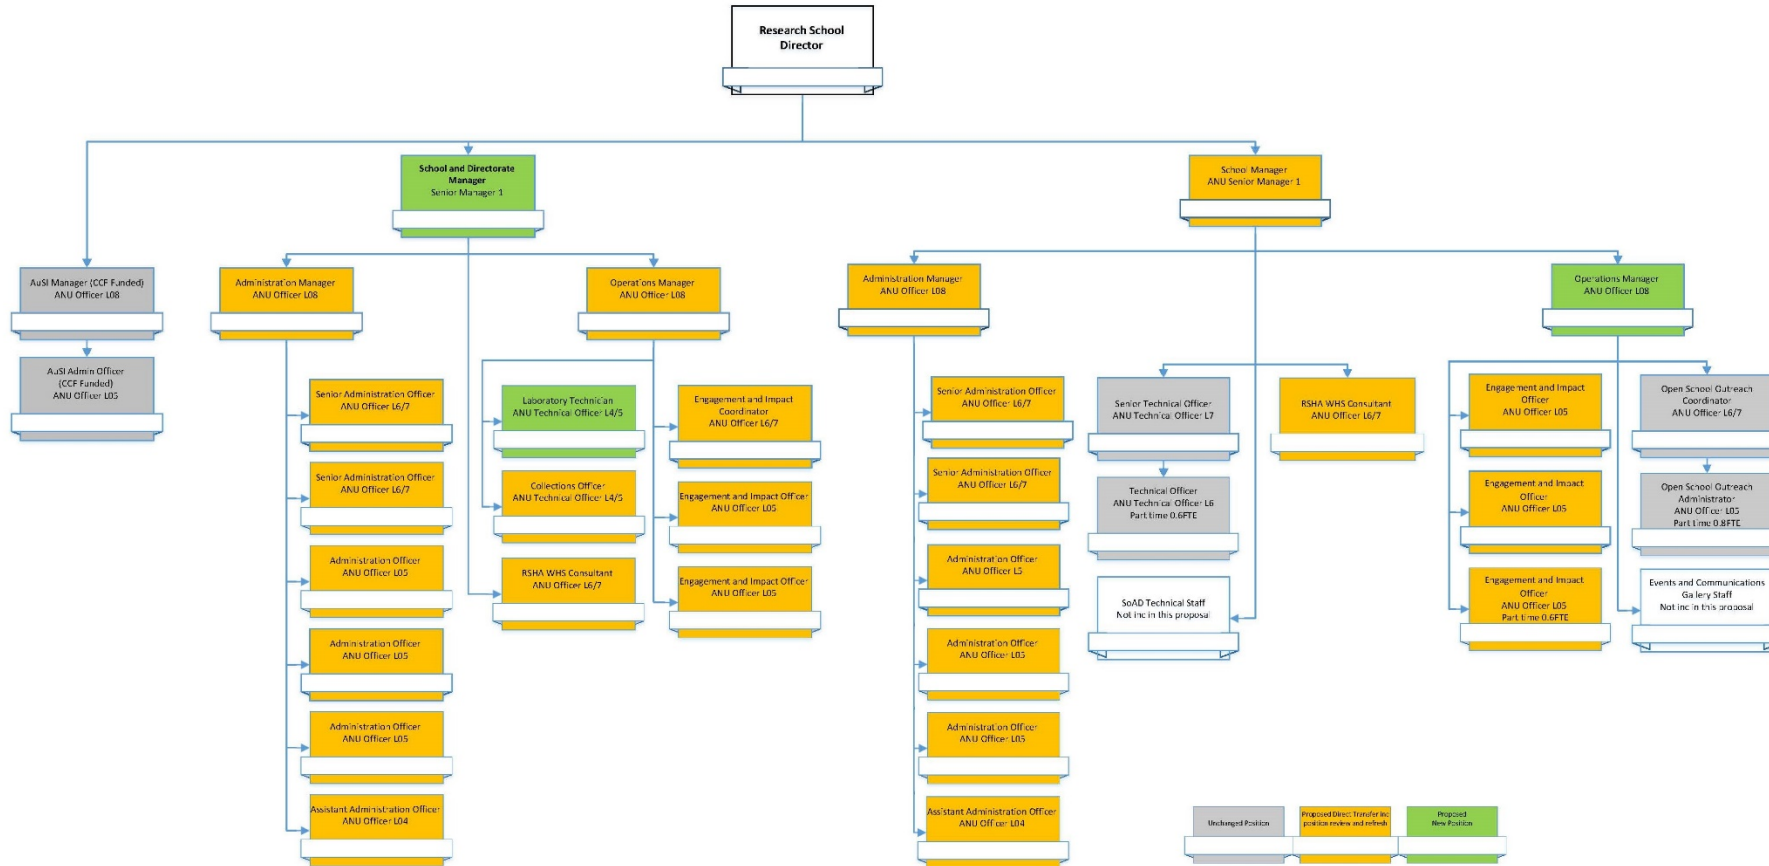 Research School
Director
School and Directorate
Manager
Senior Manager 1
School Manager
ANU Senior Manager 1
AuSI Manager (CCF Funded)
ANU Officer L08
Administration Manager
ANU Officer L08
Operations Manager
ANU Officer L08
Administration Manager
ANU Officer L08
Operations Manager
ANU Officer L08
AuSI Admin Officer
(CCF Funded)
ANU Officer L05
Senior Administration Officer
ANU Officer L6/7
Senior Administration Officer
ANU Officer L6/7
Administration Officer
ANU Officer L05
Administration Officer
ANU Officer L05
Administration Officer
ANU Officer L05
Assistant Administration Officer
ANU Officer L04
Laboratory Technician
ANU Technical Officer L4/5
Collections Officer
ANU Technical Officer L4/5
RSHA WHS Consultant
ANU Officer L6/7
Engagement and Impact
Coordinator
ANU Officer L6/7
Engagement and Impact Officer
ANU Officer L05
Engagement and Impact Officer
ANU Officer L05
Senior Administration Officer
ANU Officer L6/7
Senior Administration Officer
ANU Officer L6/7
Administration Officer
ANU Officer L5
Administration Officer
ANU Officer L05
Administration Officer
ANU Officer L05
Assistant Administration Officer
ANU Officer L04
Senior Technical Officer
ANU Technical Officer L7
Technical Officer
ANU Technical Officer L6
Part time 0.6FTE
SoAD Technical Staff
Not inc in this proposal
RSHA WHS Consultant
ANU Officer L6/7
Engagement and Impact
Officer
ANU Officer L05
Engagement and Impact
Officer
ANU Officer L05
Engagement and Impact
Officer
ANU Officer L05
Part time 0.6FTE
Open School Outreach
Coordinator
ANU Officer L6/7
Open School Outreach
Administrator
ANU Officer L05
Part time 0.8FTE
Events and Communications
Gallery Staff
Not inc in this proposal
Unchanged Position
Proposed Direct Transfer inc
position review and refresh
Proposed
New Position